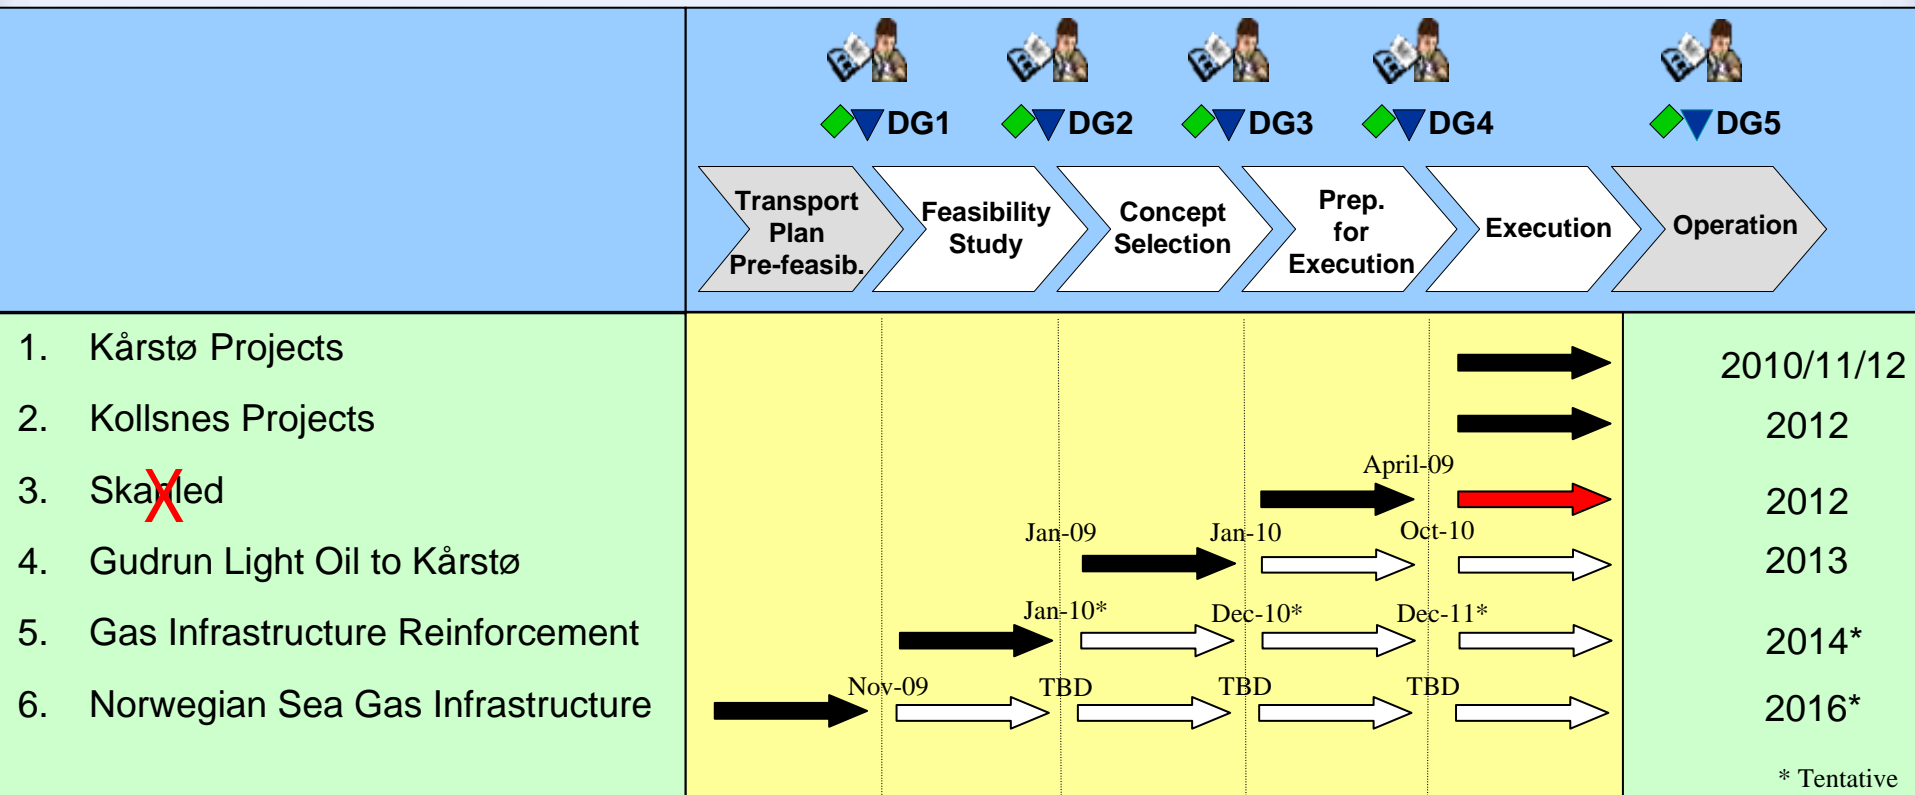 DG1 DG2 DG3 DG4 DG5
Transport
Plan
Pre-feasib.
Feasibility
Study
Concept
Selection
Prep.
for
Execution
Execution
Operation
1. Kårstø Projects 2010/11/12
2. Kollsnes Projects 2012
April-09
3. Skanled 2012
Jan-09 Jan-10 Oct-10
4. Gudrun Light Oil to Kårstø 2013
Jan-10* Dec-10* Dec-11*
5. Gas Infrastructure Reinforcement 2014*
Nov-09 TBD TBD TBD
6. Norwegian Sea Gas Infrastructure 2016*
* Tentative